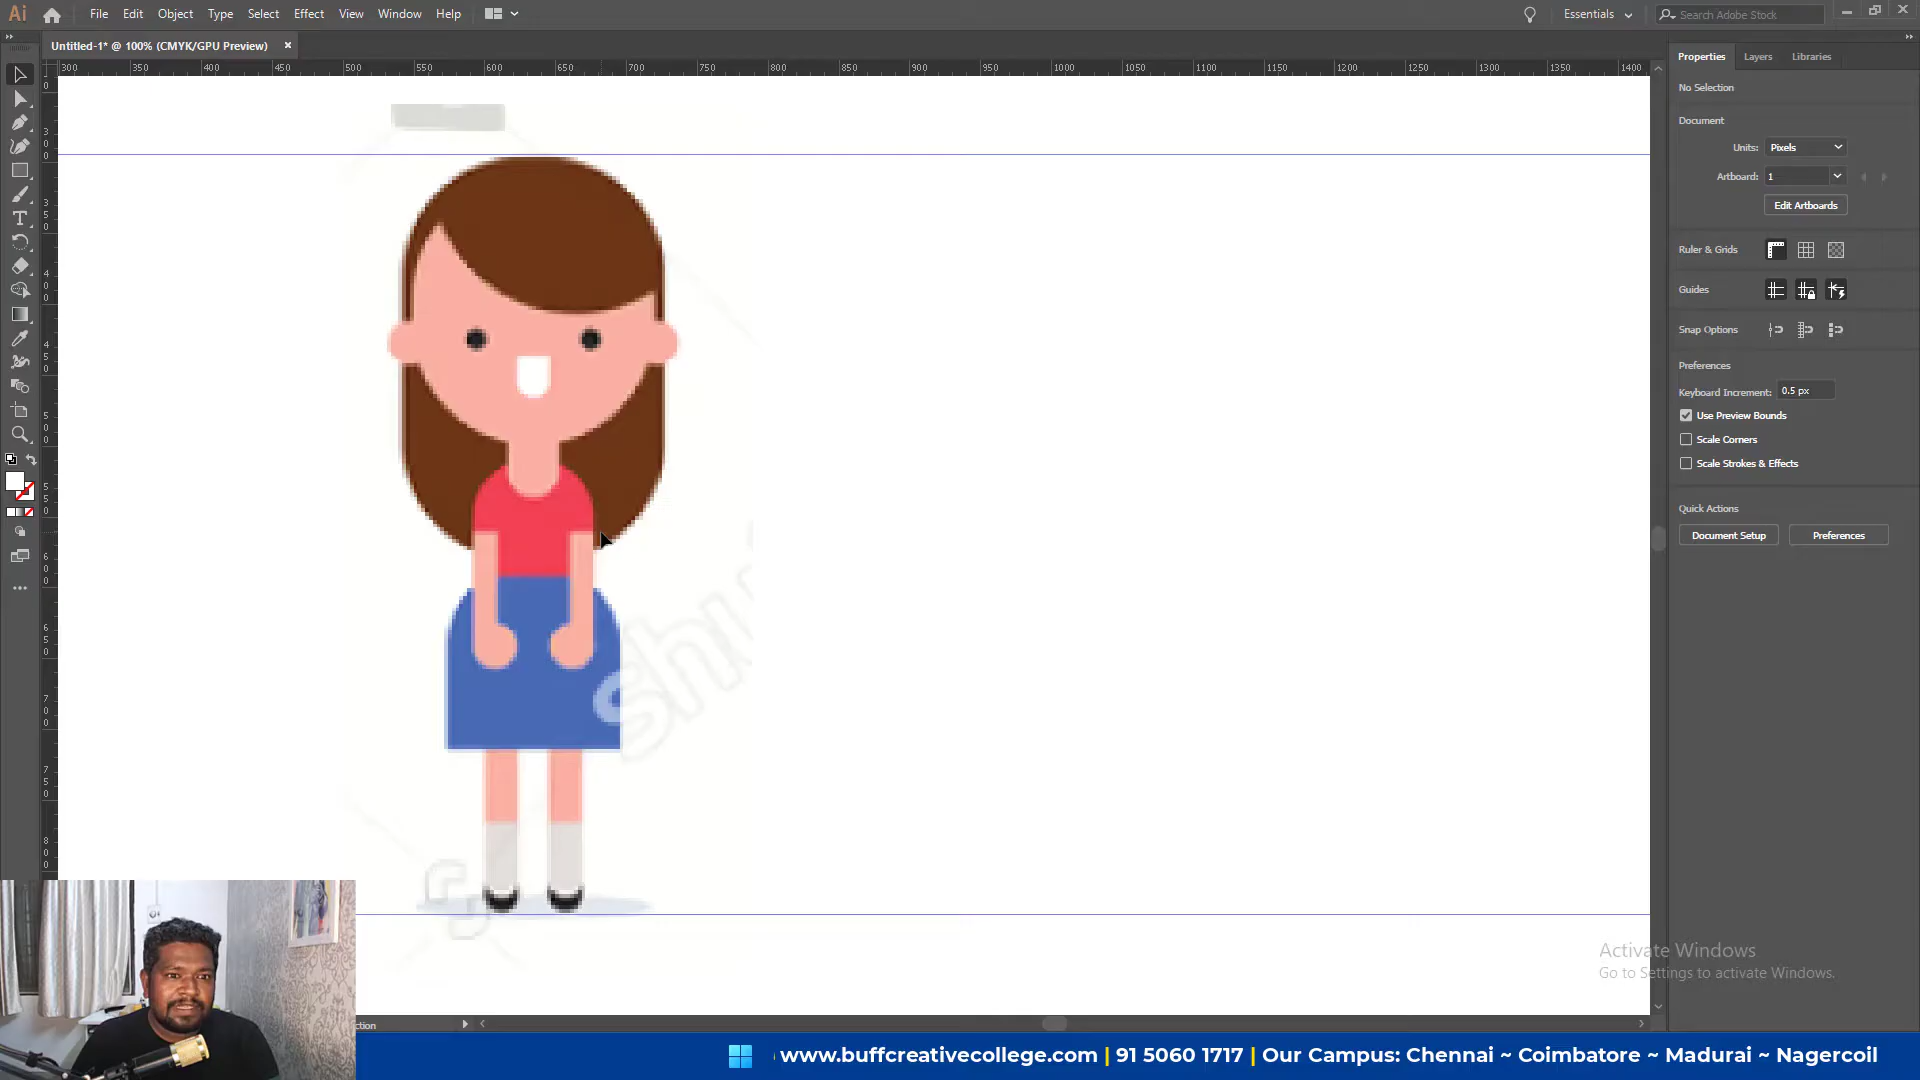 Ai File Edit Object Type Select Effect View Window Help Essentials Search Adobe Stock
Untitled-1* @ 100% (CMYK/GPU Preview)
300 350 400 450 500 550 600 650 700 750 800 850 900 950 1000 1050 1100 1150 1200 1250 1300 1350 1400
Properties Layers Libraries
No Selection
Document
Units: Pixels
Artboard: 1
Edit Artboards
Ruler & Grids
Guides
Snap Options
Preferences
Keyboard Increment: 0.5 px
Use Preview Bounds
Scale Corners
Scale Strokes & Effects
Quick Actions
Document Setup Preferences
shu
Activate Windows
Go to Settings to activate Windows.
ction
www.buffcreativecollege.com | 91 5060 1717 | Our Campus: Chennai ~ Coimbatore ~ Madurai ~ Nagercoil